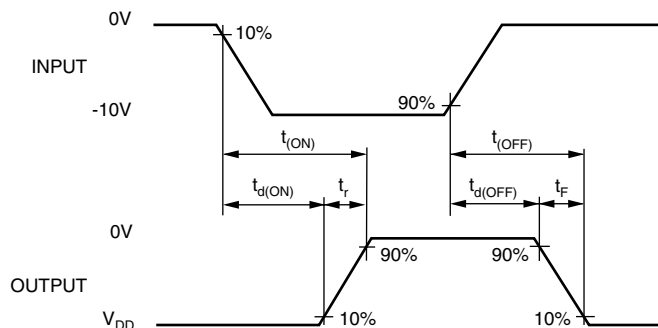 0V
10%
INPUT
-10V
90%
t(ON)
t(OFF)
td(ON)
tr
td(OFF)
tF
0V
90%
90%
OUTPUT
VDD
10%
10%